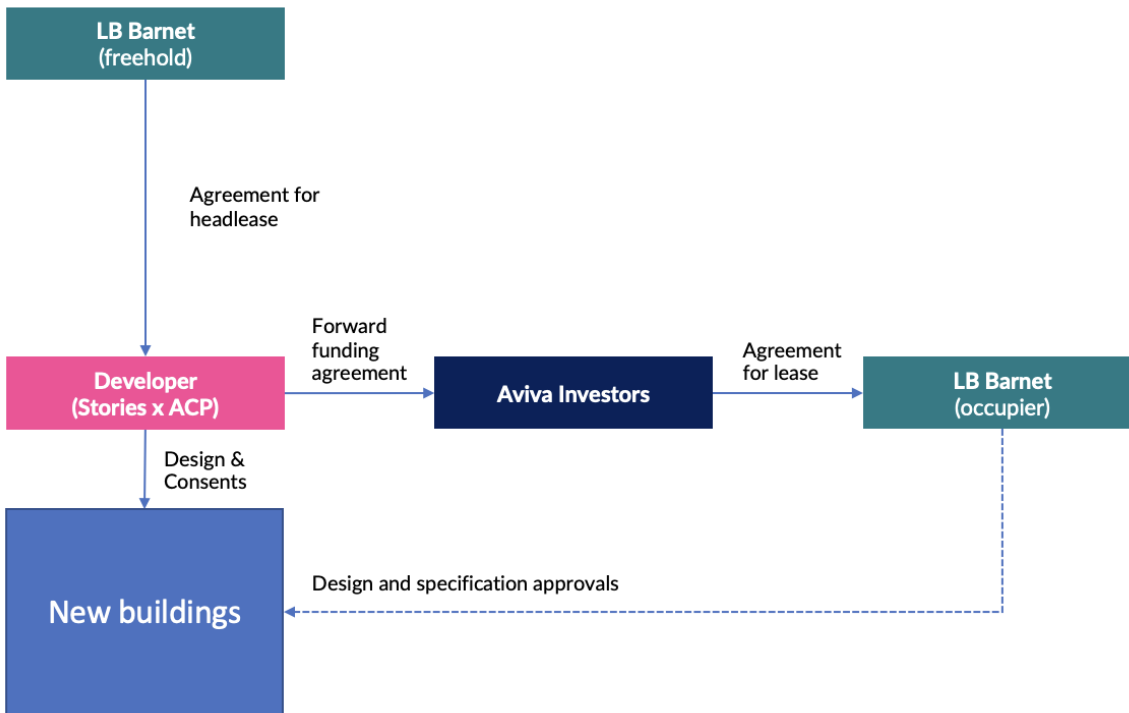 LB Barnet
(freehold)
Agreement for
headlease
Forward
funding
agreement
Agreement
for lease
Developer
(Stories x ACP)
Aviva Investors
LB Barnet
(occupier)
Design &
Consents
New buildings
Design and specification approvals